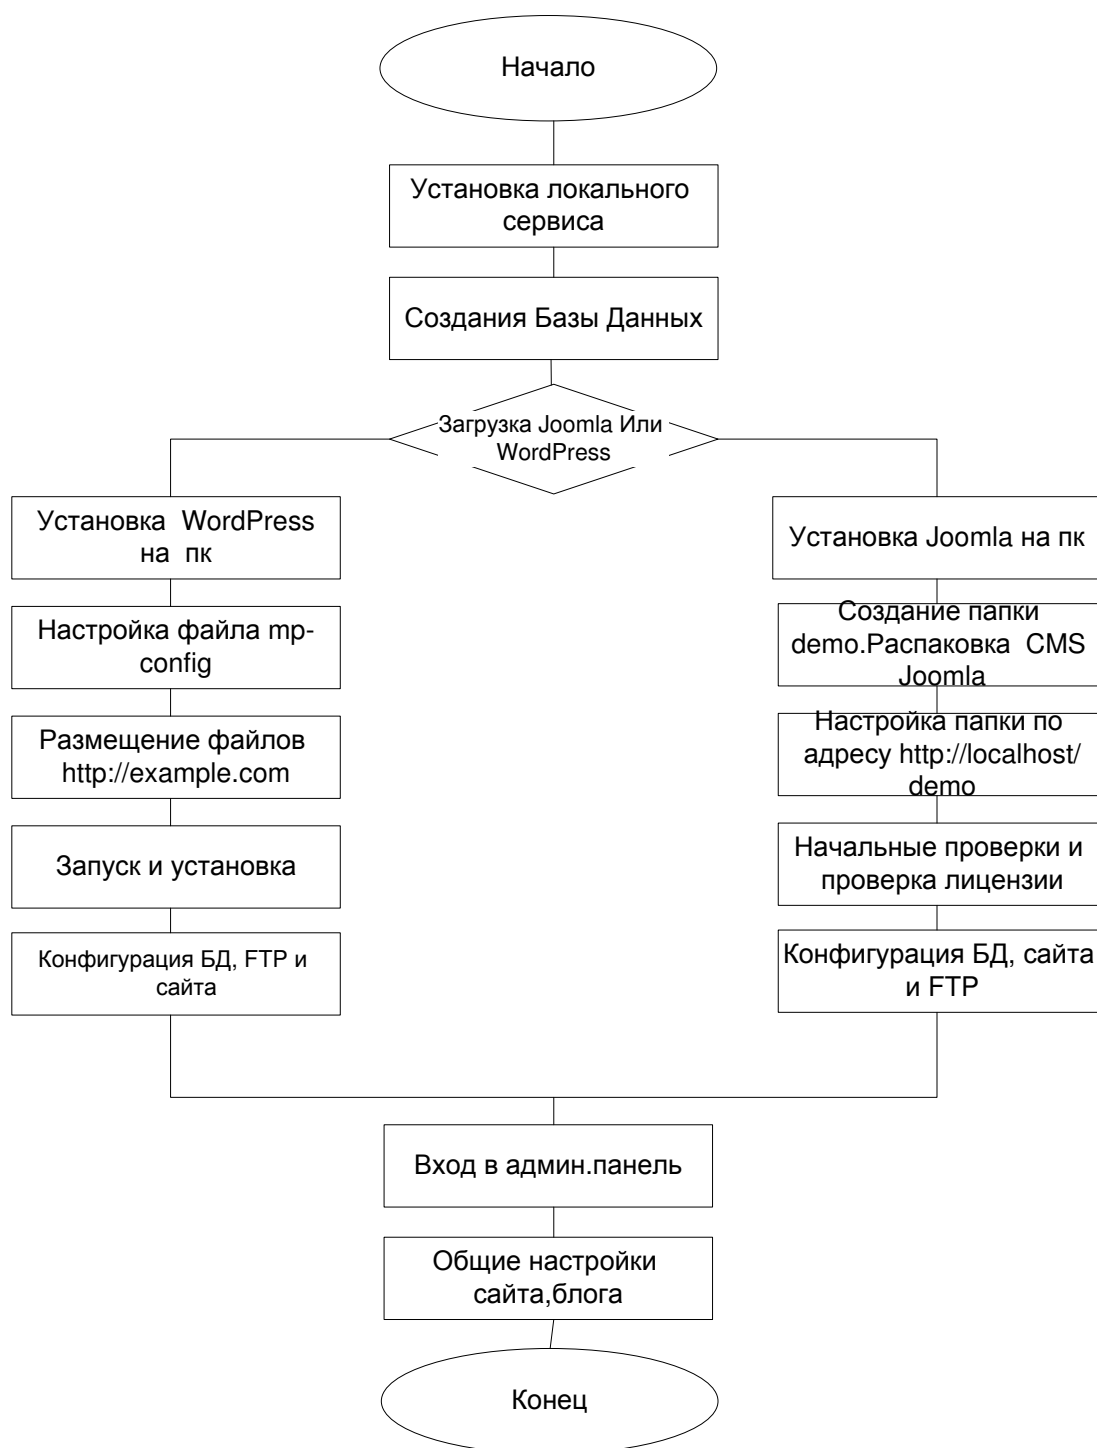 Начало
Установка локального
сервиса
Создания Базы Данных
Загрузка Joomla Или
WordPress
Установка WordPress
на пк
Настройка файла mp-
config
Размещение файлов
http://example.com
Запуск и установка
Конфигурация БД, FTP и
сайта
Установка Joomla на пк
Создание папки
demo.Распаковка CMS
Joomla
Настройка папки по
адресу http://localhost/
demo
Начальные проверки и
проверка лицензии
Конфигурация БД, сайта
и FTP
Вход в админ.панель
Общие настройки
сайта,блога
Конец